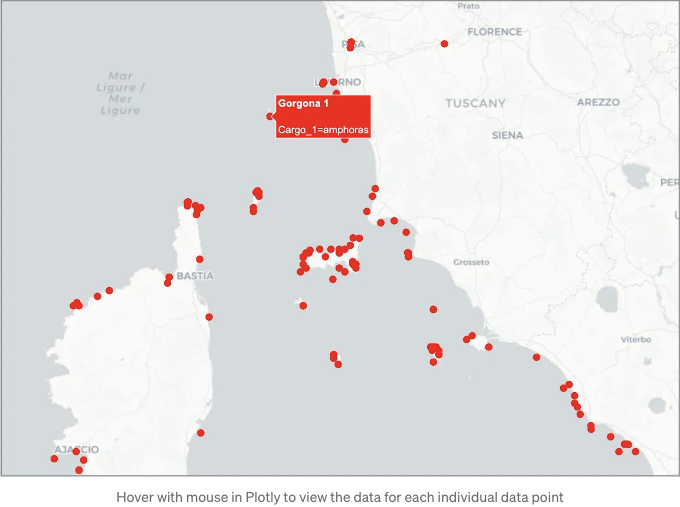 Prato
FLORENCE
PISA
Mar
Ligure /
Mer
Ligure
LIVORNO
Gorgona 1
Cargo_1=amphoras
TUSCANY
AREZZO
SIENA
PER
Grosseto
BASTIA
Viterbo
AJACCIO
Hover with mouse in Plotly to view the data for each individual data point